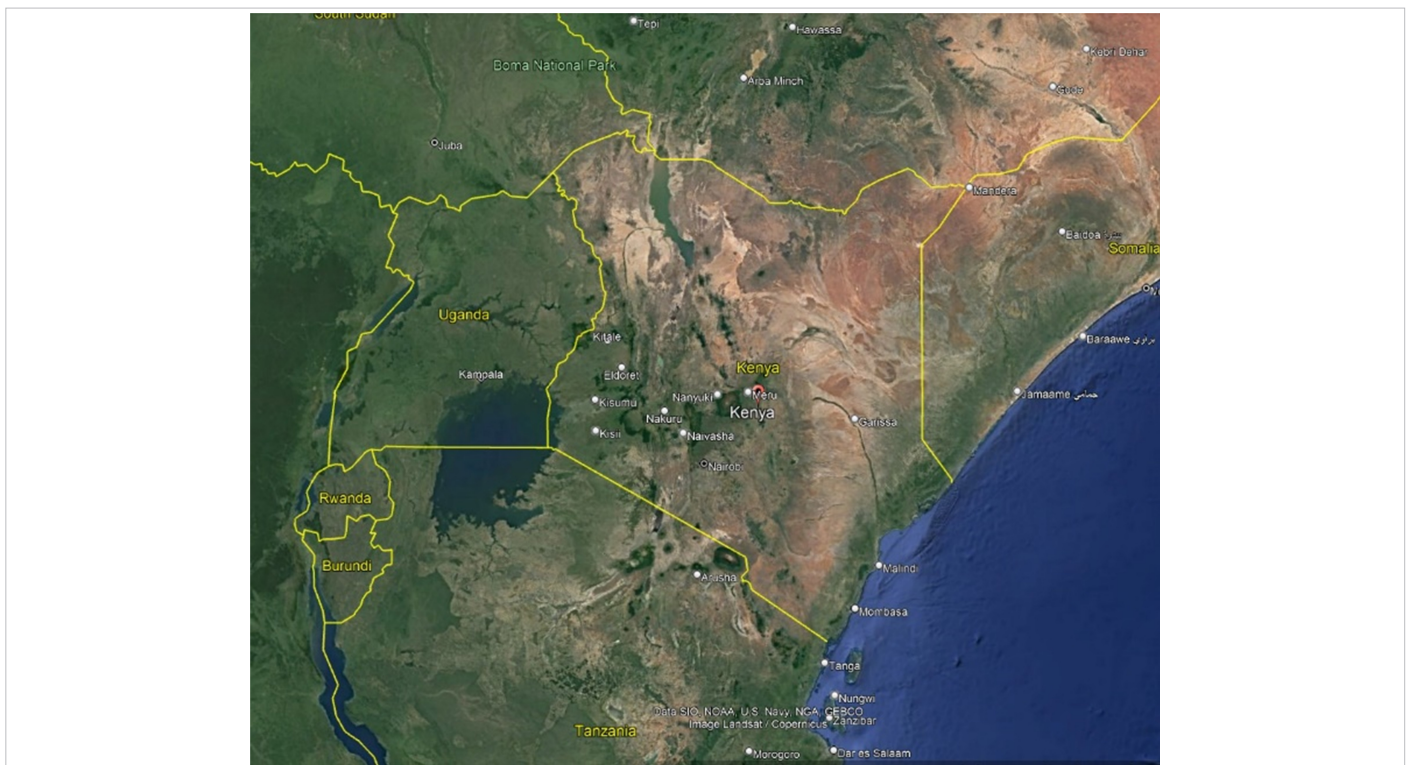 South Sudan
Tepi
Hawassa
Kebri Dehar
Boma National Park
Arba Minch
Gode
Juba
Mandera
Baidoa
Somalia
Uganda
Kitale
Baraawe براوي
Kampala
Eldoret
Kenya
Kisumu
Nanyuki
Meru
Jamaame جمامي
Nakuru
Kenya
Garissa
Kisii
Naivasha
Nairobi
Rwanda
Burundi
Arusha
Malindi
Mombasa
Tanga
Nungwi
Data SIO, NOAA, U.S. Navy, NGA, GEBCO
Image Landsat / Copernicus
Zanzibar
Tanzania
Morogoro
Dar es Salaam